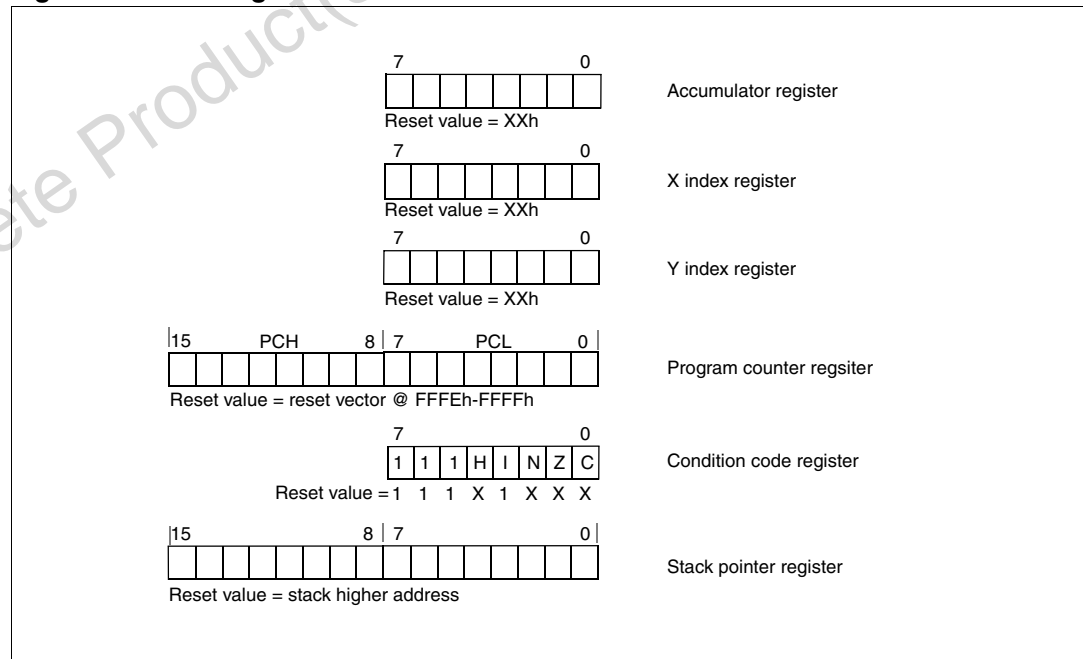 Product(
ete Product
7 0
Accumulator register
Reset value = XXh
7 0
X index register
Reset value = XXh
7 0
Y index register
Reset value = XXh
15 PCH 8 7 PCL 0
Program counter regsiter
Reset value = reset vector @ FFFEh-FFFFh
7 0
1 1 1 H I N Z C
Condition code register
Reset value = 1 1 1 X 1 X X X
15 8 7 0
Stack pointer register
Reset value = stack higher address